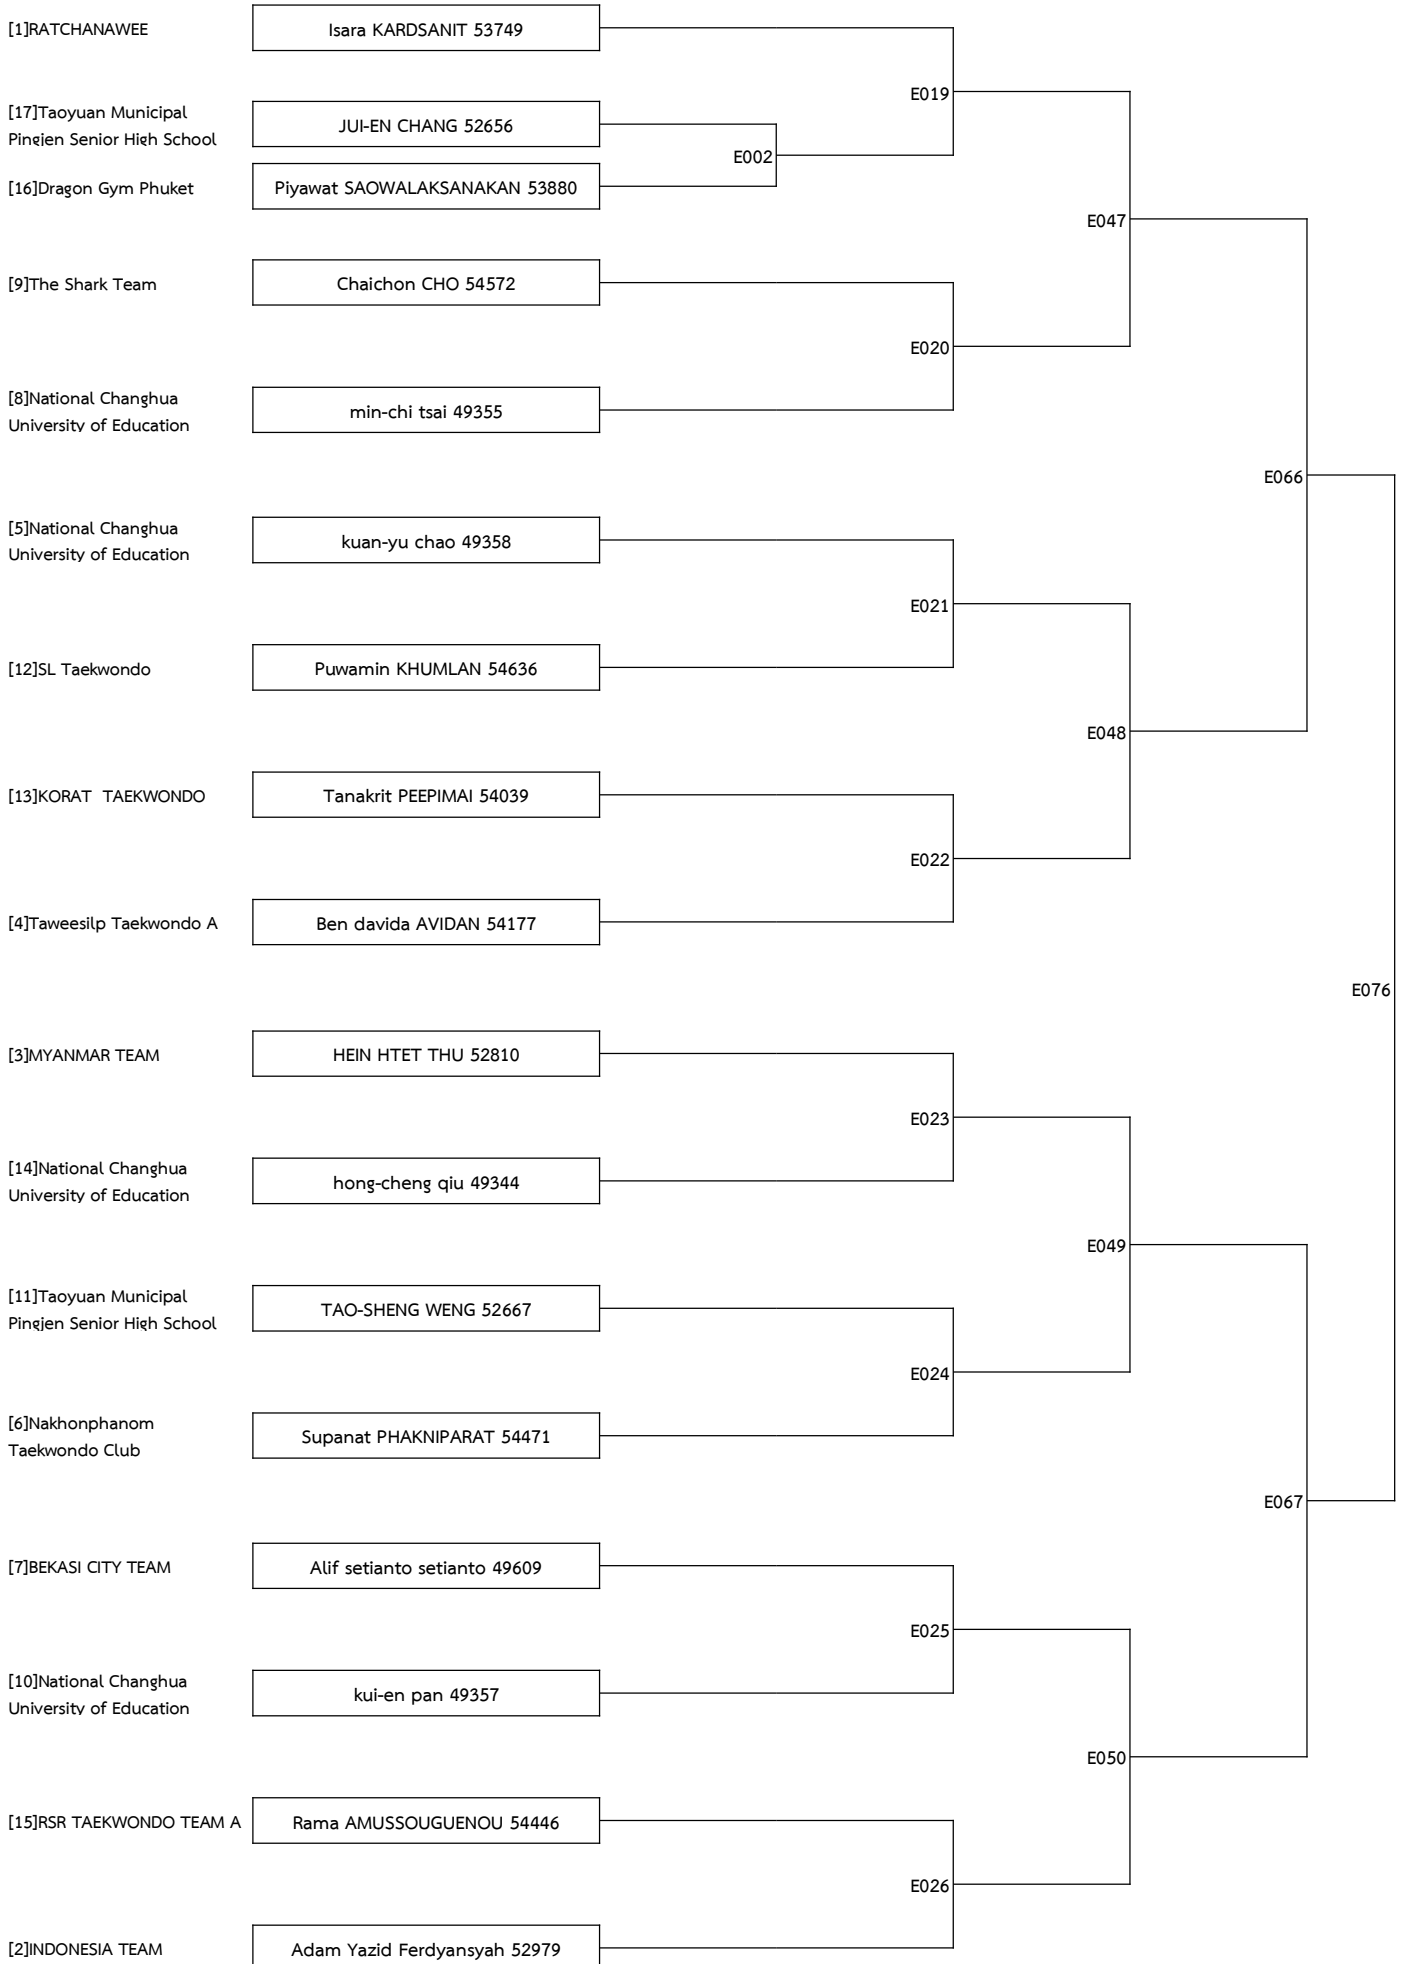 [1]RATCHANAWEE
Isara KARDSANIT 53749
E019
[17]Taoyuan Municipal
Pingjen Senior High School
JUI-EN CHANG 52656
E002
[16]Dragon Gym Phuket
Piyawat SAOWALAKSANAKAN 53880
E047
[9]The Shark Team
Chaichon CHO 54572
E020
[8]National Changhua
University of Education
min-chi tsai 49355
E066
[5]National Changhua
University of Education
kuan-yu chao 49358
E021
[12]SL Taekwondo
Puwamin KHUMLAN 54636
E048
[13]KORAT  TAEKWONDO
Tanakrit PEEPIMAI 54039
E022
[4]Taweesilp Taekwondo A
Ben davida AVIDAN 54177
E076
[3]MYANMAR TEAM
HEIN HTET THU 52810
E023
[14]National Changhua
University of Education
hong-cheng qiu 49344
E049
[11]Taoyuan Municipal
Pingjen Senior High School
TAO-SHENG WENG 52667
E024
[6]Nakhonphanom
Taekwondo Club
Supanat PHAKNIPARAT 54471
E067
[7]BEKASI CITY TEAM
Alif setianto setianto 49609
E025
[10]National Changhua
University of Education
kui-en pan 49357
E050
[15]RSR TAEKWONDO TEAM A
Rama AMUSSOUGUENOU 54446
E026
[2]INDONESIA TEAM
Adam Yazid Ferdyansyah 52979